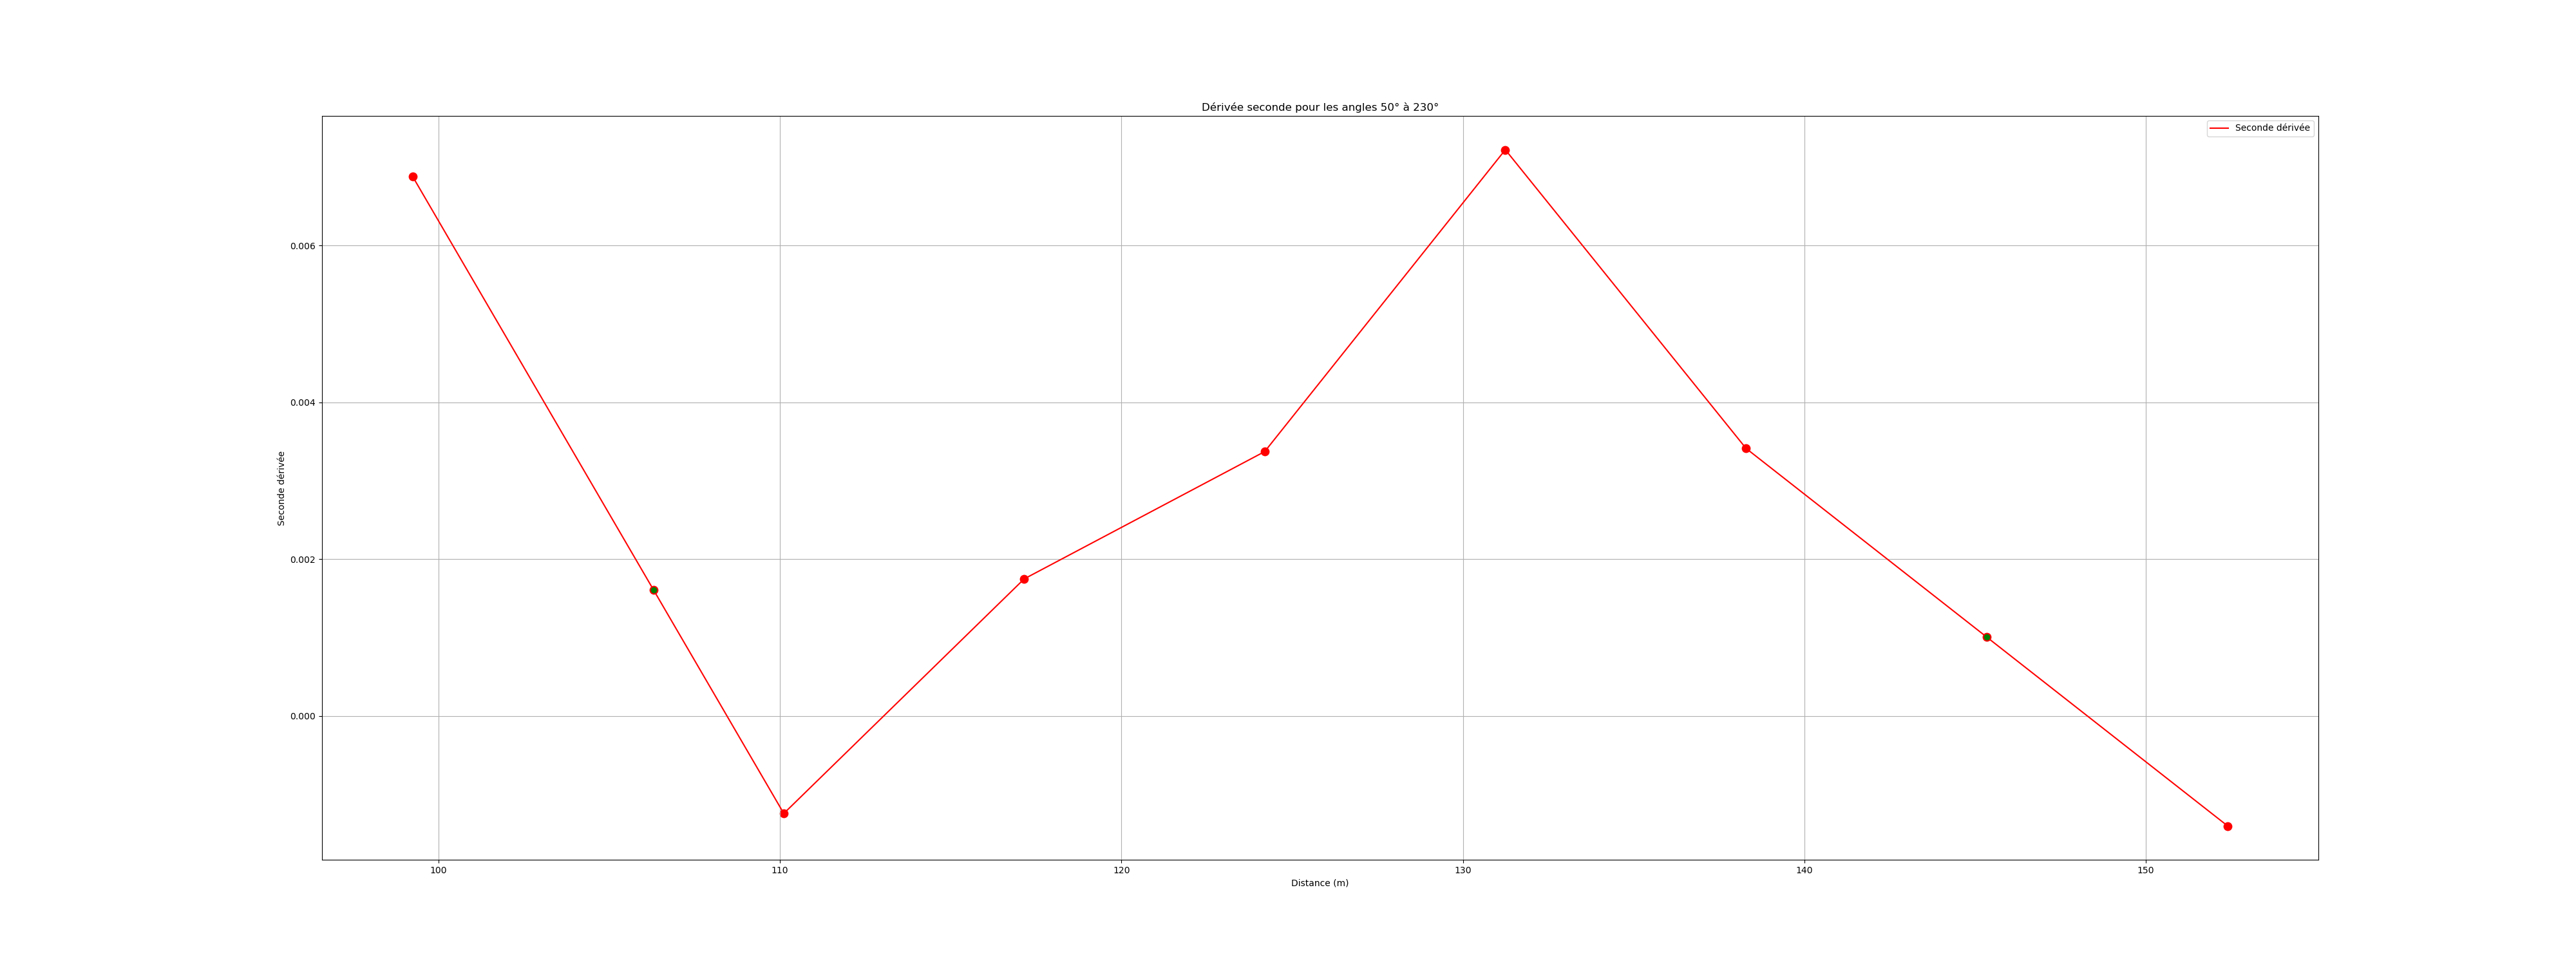 Dérivée seconde pour les angles 50° à 230°
Seconde dérivée
0.006
0.004
0.002
0.000
Seconde dérivée
100
110
120
130
140
150
Distance (m)